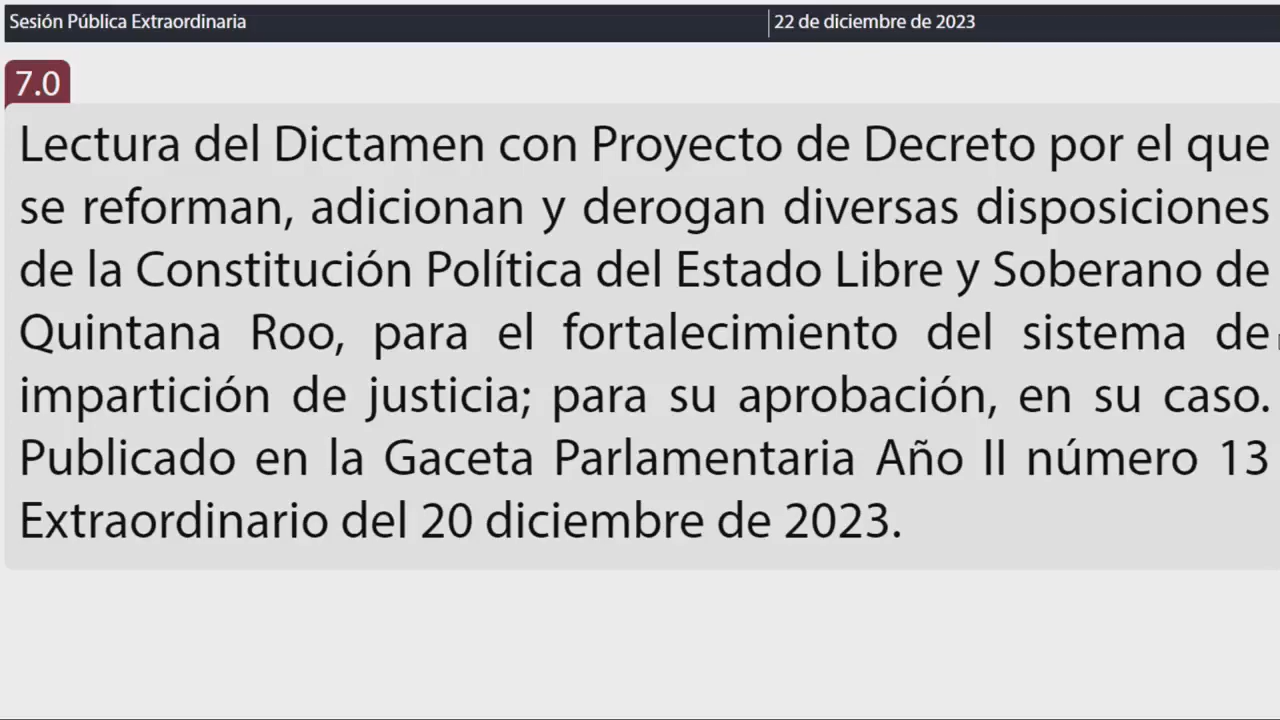 Sesión Pública Extraordinaria
22 de diciembre de 2023
7.0
Lectura del Dictamen con Proyecto de Decreto por el que
se reforman, adicionan y derogan diversas disposiciones
de la Constitución Política del Estado Libre y Soberano de
Quintana Roo, para el fortalecimiento del sistema de
impartición de justicia; para su aprobación, en su caso.
Publicado en la Gaceta Parlamentaria Año II número 13
Extraordinario del 20 diciembre de 2023.